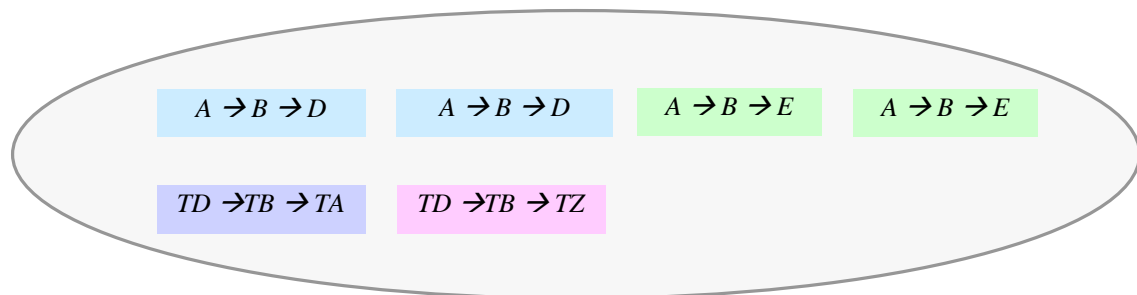 A → B → D
A → B → D
A → B → E
A → B → E
TD → TB → TA
TD → TB → TZ